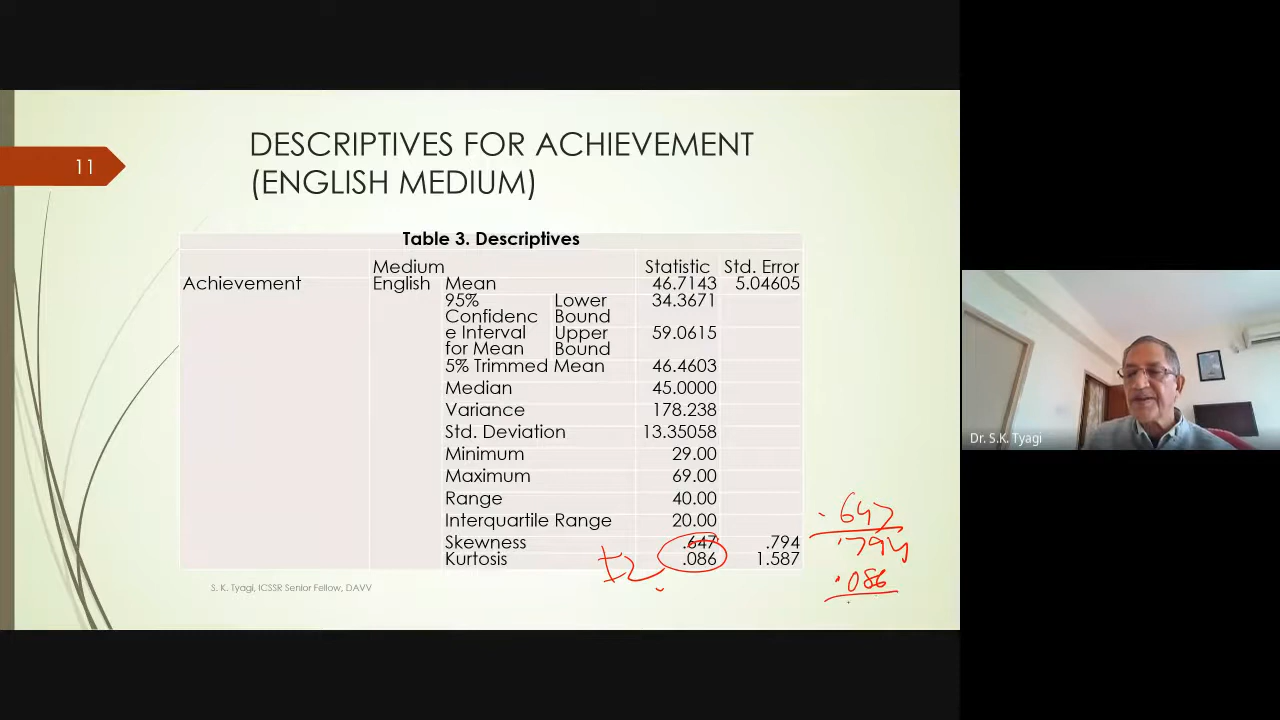 11
DESCRIPTIVES FOR ACHIEVEMENT
(ENGLISH MEDIUM)
Table 3. Descriptives
Medium Statistic Std. Error
Achievement English Mean 46.7143 5.04605
95% Lower 34.3671
Confidenc Bound
e Interval Upper 59.0615
for Mean Bound
5% Trimmed Mean 46.4603
Median 45.0000
Variance 178.238
Std. Deviation 13.35058
Minimum 29.00
Maximum 69.00
Range 40.00
Interquartile Range 20.00
Skewness .647 .794
Kurtosis .086 1.587
.647
.794
.086
±2
S. K. Tyagi, ICSSR Senior Fellow, DAVV
Dr. S.K. Tyagi